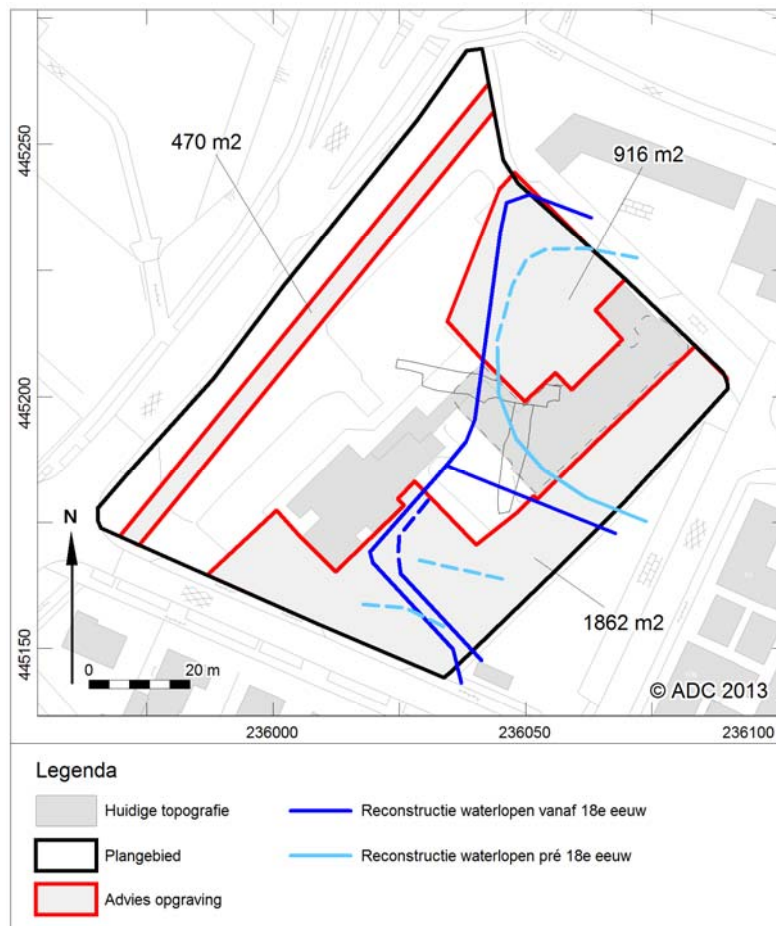 445250
445200
445150
470 m2
916 m2
1862 m2
N
0 20 m
© ADC 2013
236000 236050 236100
Legenda
Huidige topografie
Reconstructie waterlopen vanaf 18e eeuw
Plangebied
Reconstructie waterlopen pré 18e eeuw
Advies opgraving